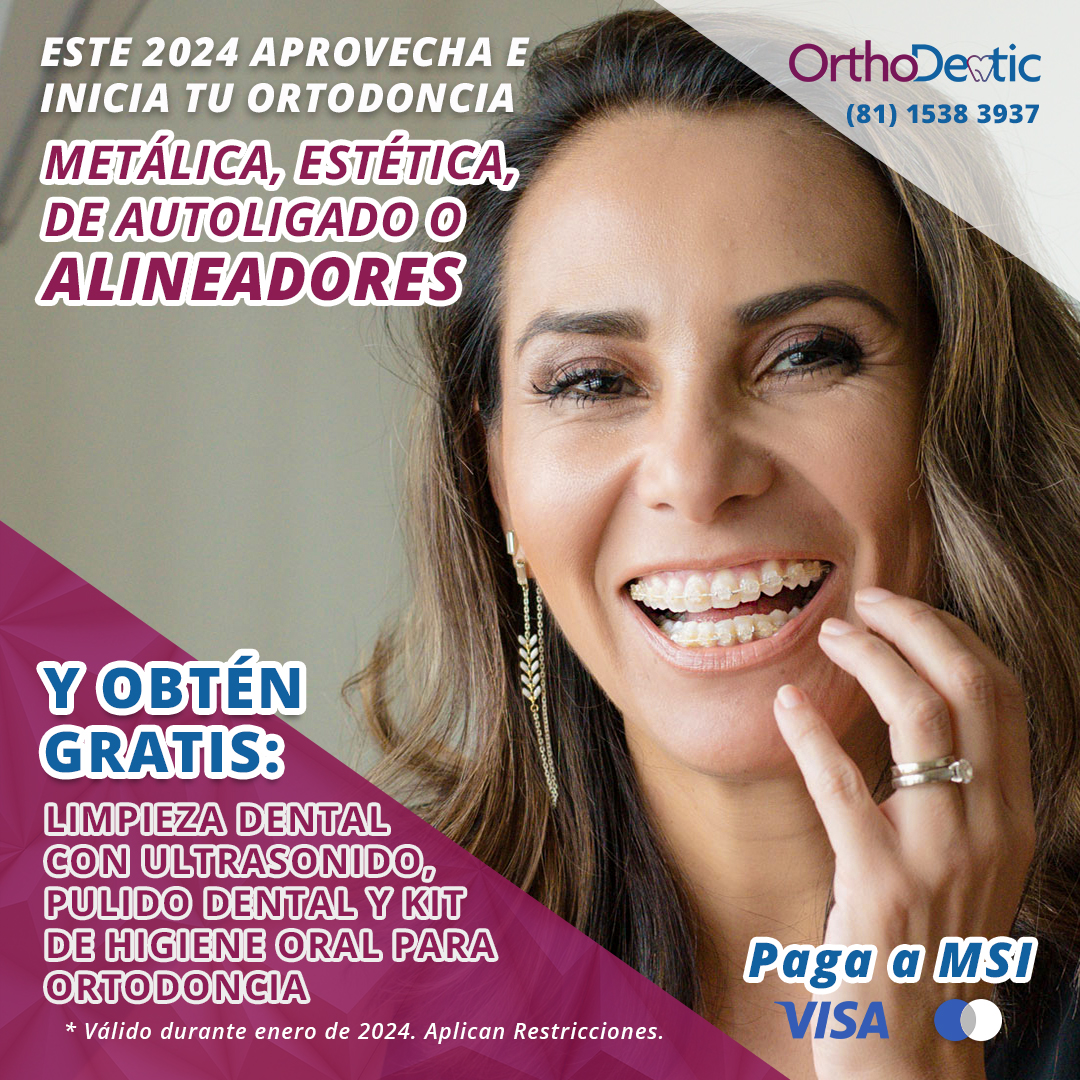 ESTE 2024 APROVECHA E
INICIA TU ORTODONCIA
METÁLICA, ESTÉTICA,
DE AUTOLIGADO O
ALINEADORES
OrthoDentic
(81) 1538 3937
Y OBTÉN
GRATIS:
LIMPIEZA DENTAL
CON ULTRASONIDO,
PULIDO DENTAL Y KIT
DE HIGIENE ORAL PARA
ORTODONCIA
* Válido durante enero de 2024. Aplican Restricciones.
Paga a MSI
VISA